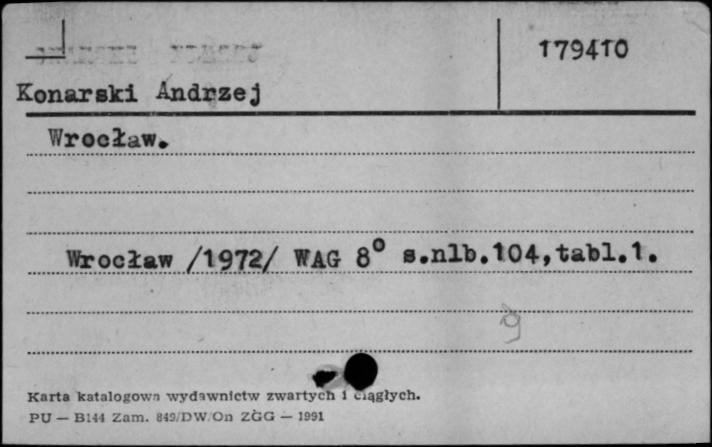 179410
Konarski Andrzej
Wrocław.
Wrocław /1972/ WAG 8° s.nlb.104,tabl.1.
g
Karta katalogowa wydawnictw zwartych i ciągłych.
PU — B144 Zam. 849/DW/On ZGG — 1991